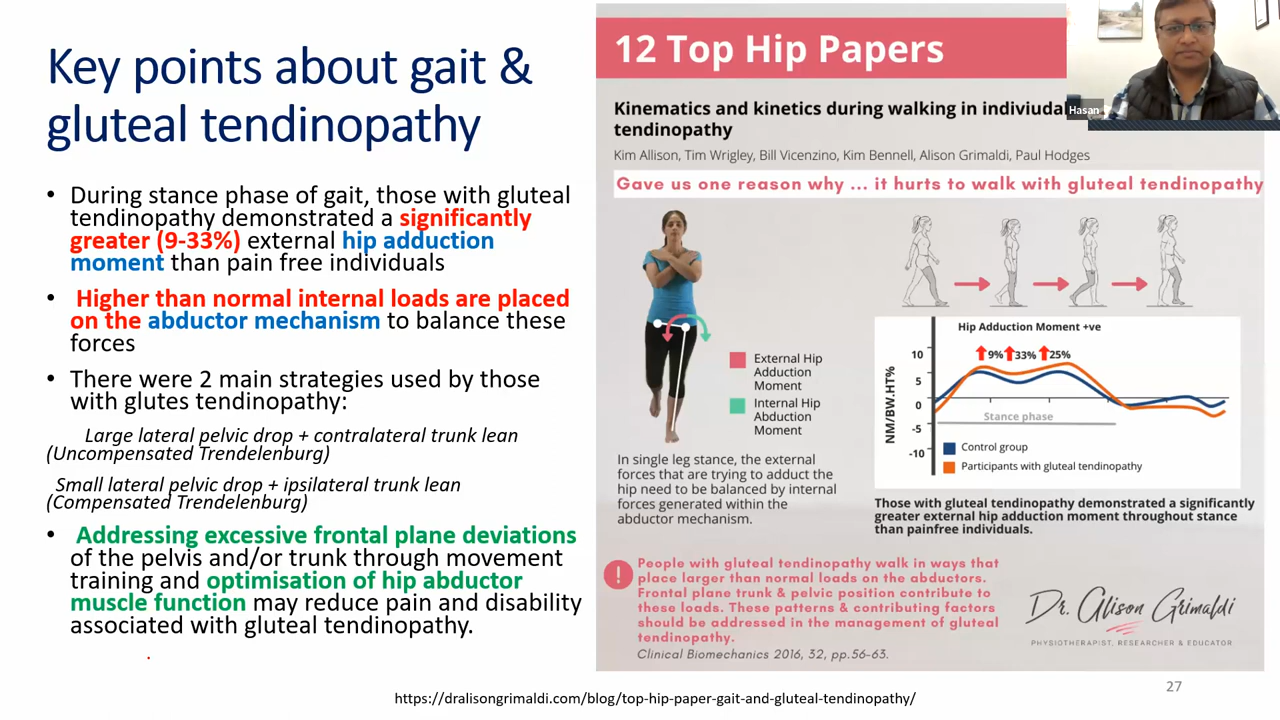 Key points about gait &
gluteal tendinopathy
• During stance phase of gait, those with gluteal
tendinopathy demonstrated a significantly
greater (9-33%) external hip adduction
moment than pain free individuals
• Higher than normal internal loads are placed
on the abductor mechanism to balance these
forces
• There were 2 main strategies used by those
with glutes tendinopathy:
Large lateral pelvic drop + contralateral trunk lean
(Uncompensated Trendelenburg)
Small lateral pelvic drop + ipsilateral trunk lean
(Compensated Trendelenburg)
• Addressing excessive frontal plane deviations
of the pelvis and/or trunk through movement
training and optimisation of hip abductor
muscle function may reduce pain and disability
associated with gluteal tendinopathy.
12 Top Hip Papers
Hasan
Kinematics and kinetics during walking in indiviudal
tendinopathy
Kim Allison, Tim Wrigley, Bill Vicenzino, Kim Bennell, Alison Grimaldi, Paul Hodges
Gave us one reason why ... it hurts to walk with gluteal tendinopathy
External Hip
Adduction
Moment
Internal Hip
Abduction
Moment
In single leg stance, the external
forces that are trying to adduct the
hip need to be balanced by internal
forces generated within the
abductor mechanism.
Hip Adduction Moment +ve
9% 33% 25%
NM/BW.HT%
10
5
0
-5
-10
Stance phase
Control group
Participants with gluteal tendinopathy
Those with gluteal tendinopathy demonstrated a significantly
greater external hip adduction moment throughout stance
than painfree individuals.
!
People with gluteal tendinopathy walk in ways that
place larger than normal loads on the abductors.
Frontal plane trunk & pelvic position contribute to
these loads. These patterns & contributing factors
should be addressed in the management of gluteal
tendinopathy.
Clinical Biomechanics 2016, 32, pp.56-63.
Dr. Alison Grimaldi
PHYSIOTHERAPIST, RESEARCHER & EDUCATOR
27
https://dralisongrimaldi.com/blog/top-hip-paper-gait-and-gluteal-tendinopathy/